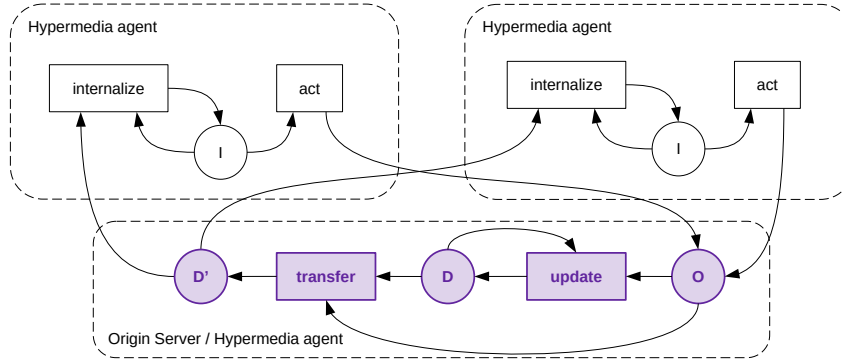 Hypermedia agent
Hypermedia agent
internalize
act
I
internalize
act
I
D'
transfer
D
update
O
Origin Server / Hypermedia agent